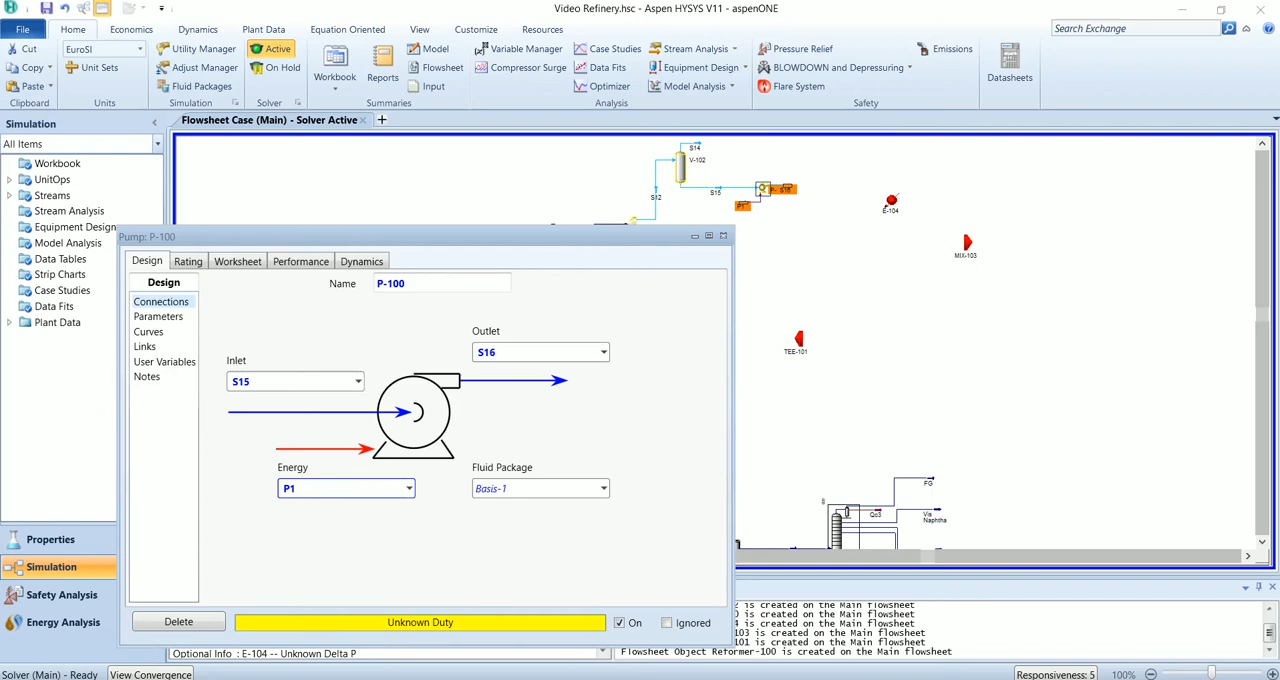 Video Refinery.hsc - Aspen HYSYS V11 - aspenONE
File Home Economics Dynamics Plant Data Equation Oriented View Customize Resources Search Exchange
Cut EuroSI Utility Manager Active Model Variable Manager Case Studies Stream Analysis Pressure Relief Emissions
Copy Unit Sets Adjust Manager On Hold Workbook Reports Flowsheet Compressor Surge Data Fits Equipment Design BLOWDOWN and Depressuring Datasheets
Paste Fluid Packages Input Optimizer Model Analysis Flare System
Clipboard Units Simulation Solver Summaries Analysis Safety
Simulation
All Items
Workbook
UnitOps
Streams
Stream Analysis
Equipment Design
Model Analysis
Data Tables
Strip Charts
Case Studies
Data Fits
Plant Data
Properties
Simulation
Safety Analysis
Energy Analysis
Flowsheet Case (Main) - Solver Active
S14
V-102
S12
S15
P- S16
P1
E-104
MIX-103
TEE-101
FG
Qc3
Vis
Naphtha
Pump: P-100
Design Rating Worksheet Performance Dynamics
Design
Connections
Parameters
Curves
Links
User Variables
Notes
Name P-100
Outlet
S16
Inlet
S15
Energy
P1
Fluid Package
Basis-1
Delete Unknown Duty On Ignored
Optional Info : E-104 -- Unknown Delta P
2 is created on the Main flowsheet
0 is created on the Main flowsheet
4 is created on the Main flowsheet
103 is created on the Main flowsheet
101 is created on the Main flowsheet
Flowsheet Object Reformer-100 is created on the Main flowsheet
Solver (Main) - Ready View Convergence Responsiveness: 5 100%